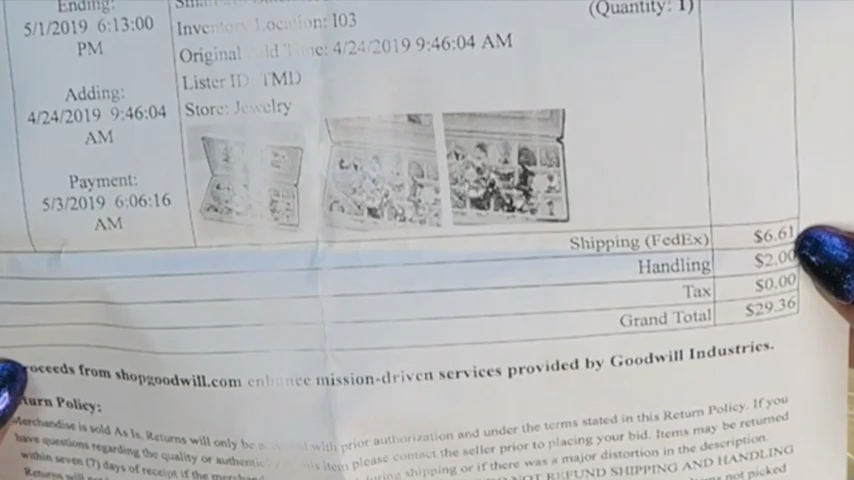 Ending:
5/1/2019 6:13:00
PM
Adding:
4/24/2019 9:46:04
AM
Payment:
5/3/2019 6:06:16
AM
Inventory Location: I03
Original Add Time: 4/24/2019 9:46:04 AM
Lister ID: TMD
Store: Jewelry
(Quantity: 1)
Shipping (FedEx) $6.61
Handling $2.00
Tax $0.00
Grand Total $29.36
roceeds from shopgoodwill.com enhance mission-driven services provided by Goodwill Industries.
turn Policy:
Merchandise is sold As Is. Returns will only be with prior authorization and under the terms stated in this Return Policy. If you
have questions regarding the quality or item please contact the seller prior to placing your bid. Items may be returned
within seven (7) days of receipt if the during shipping or if there was a major distortion in the description.
Returns will NOT REFUND SHIPPING AND HANDLING
not picked